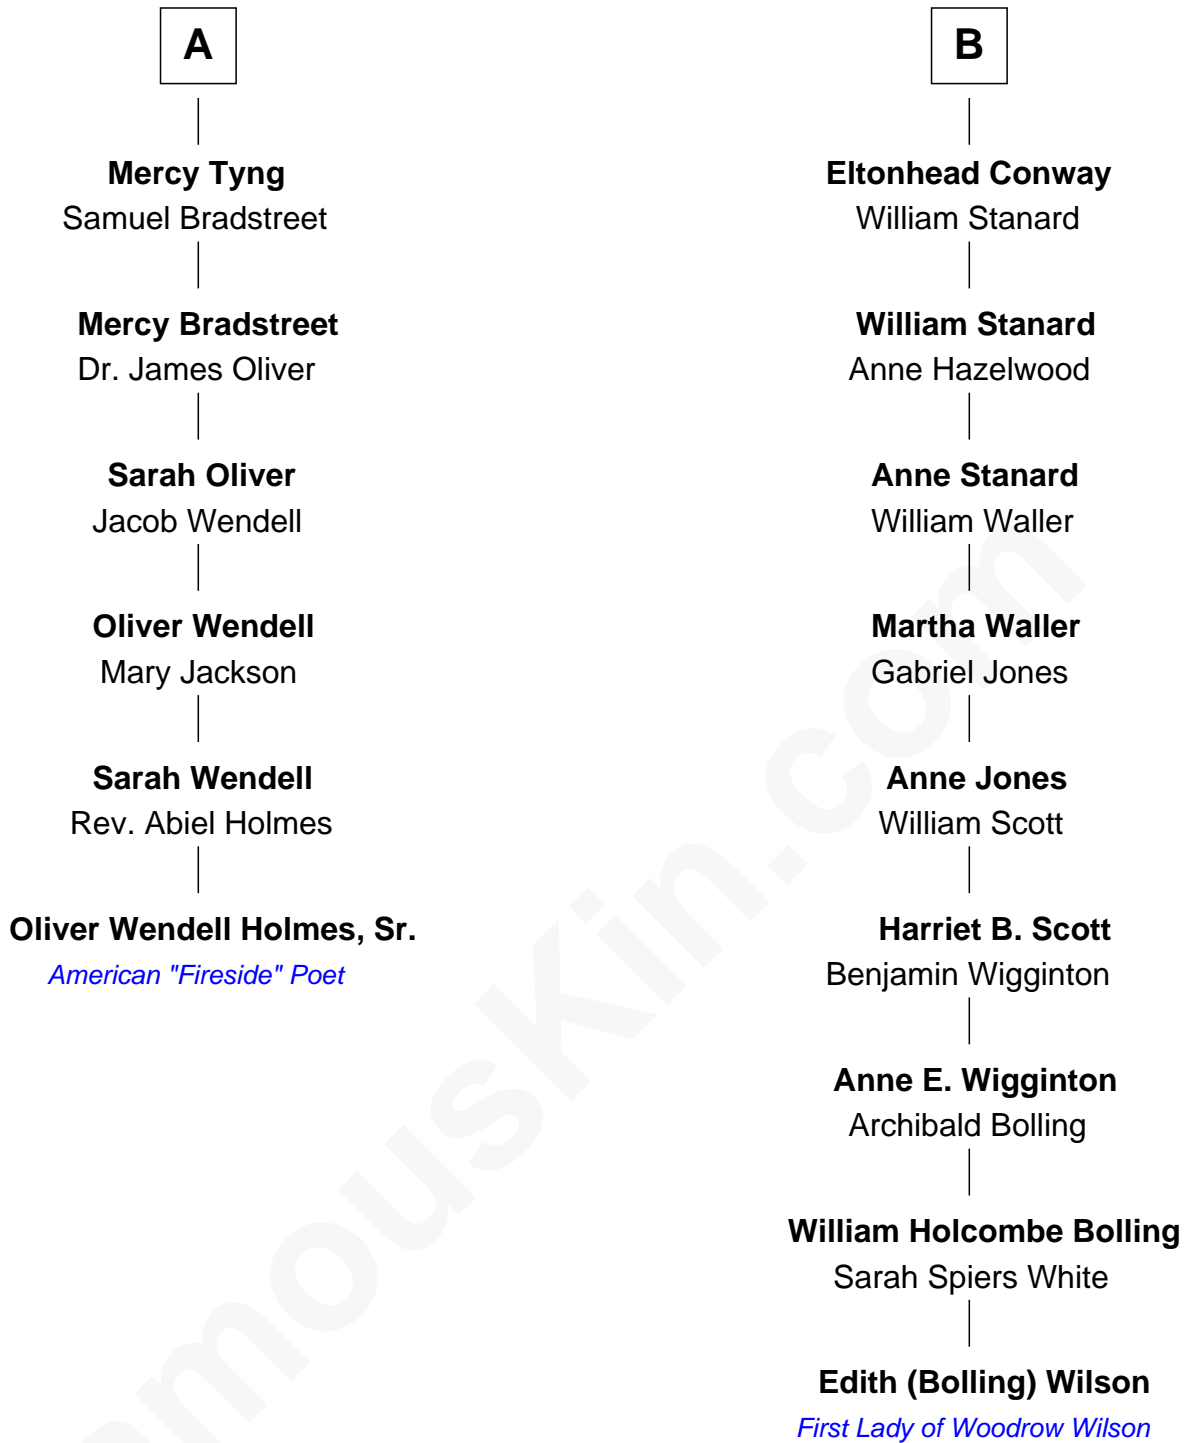 A
Mercy Tyng
Samuel Bradstreet
Mercy Bradstreet
Dr. James Oliver
Sarah Oliver
Jacob Wendell
Oliver Wendell
Mary Jackson
Sarah Wendell
Rev. Abiel Holmes
Oliver Wendell Holmes, Sr.
American "Fireside" Poet
B
Eltonhead Conway
William Stanard
William Stanard
Anne Hazelwood
Anne Stanard
William Waller
Martha Waller
Gabriel Jones
Anne Jones
William Scott
Harriet B. Scott
Benjamin Wigginton
Anne E. Wigginton
Archibald Bolling
William Holcombe Bolling
Sarah Spiers White
Edith (Bolling) Wilson
First Lady of Woodrow Wilson
amouskin.com